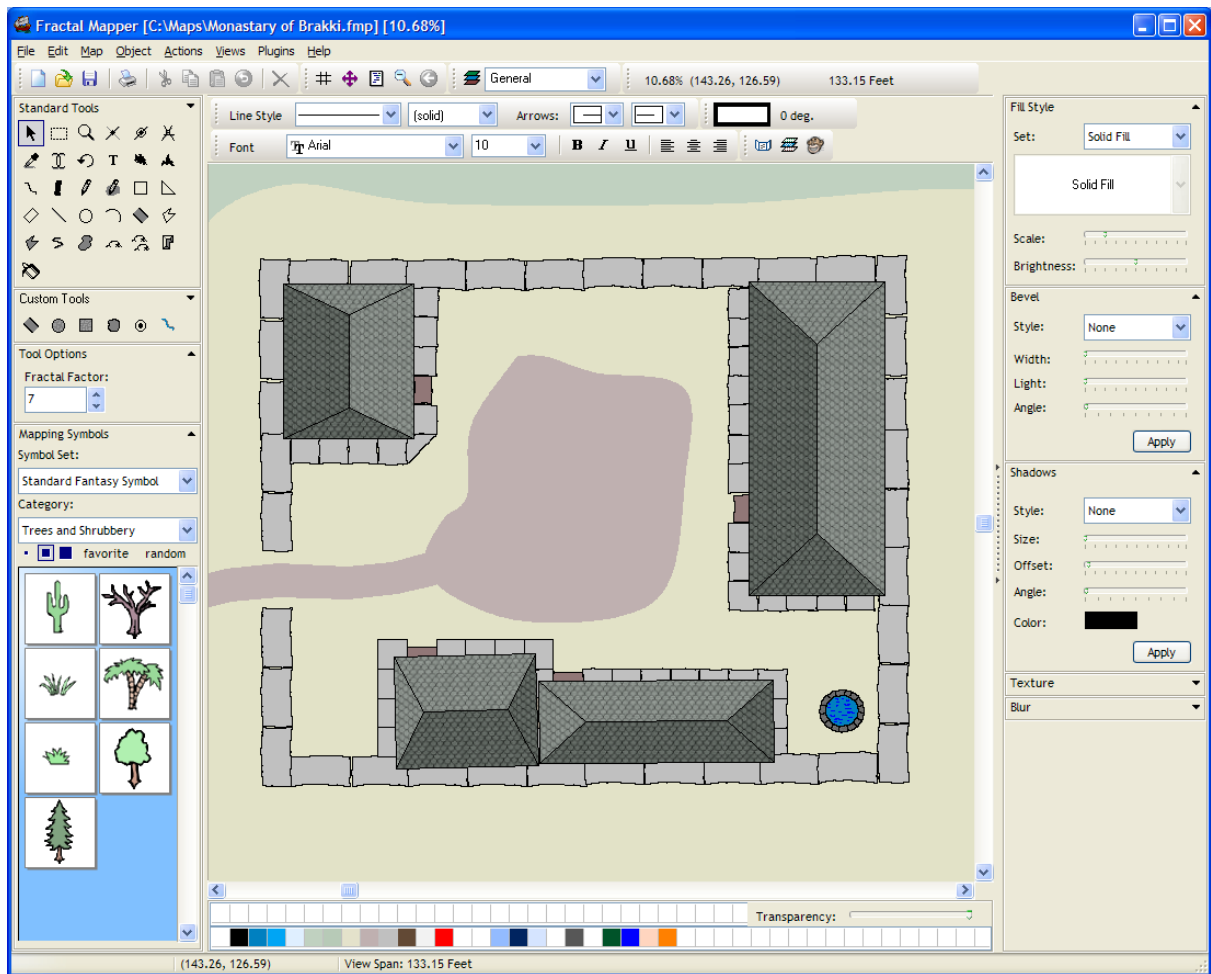 Fractal Mapper [C:\Maps\Monastary of Brakki.fmp] [10.68%]
File Edit Map Object Actions Views Plugins Help
General 10.68% (143.26, 126.59) 133.15 Feet
Standard Tools
Line Style (solid) Arrows: 0 deg.
Font Arial 10 B I U
Custom Tools
Tool Options
Fractal Factor:
7
Mapping Symbols
Symbol Set:
Standard Fantasy Symbol
Category:
Trees and Shrubbery
favorite random
Fill Style
Set: Solid Fill
Solid Fill
Scale:
Brightness:
Bevel
Style: None
Width:
Light:
Angle:
Apply
Shadows
Style: None
Size:
Offset:
Angle:
Color:
Apply
Texture
Blur
Transparency:
(143.26, 126.59) View Span: 133.15 Feet